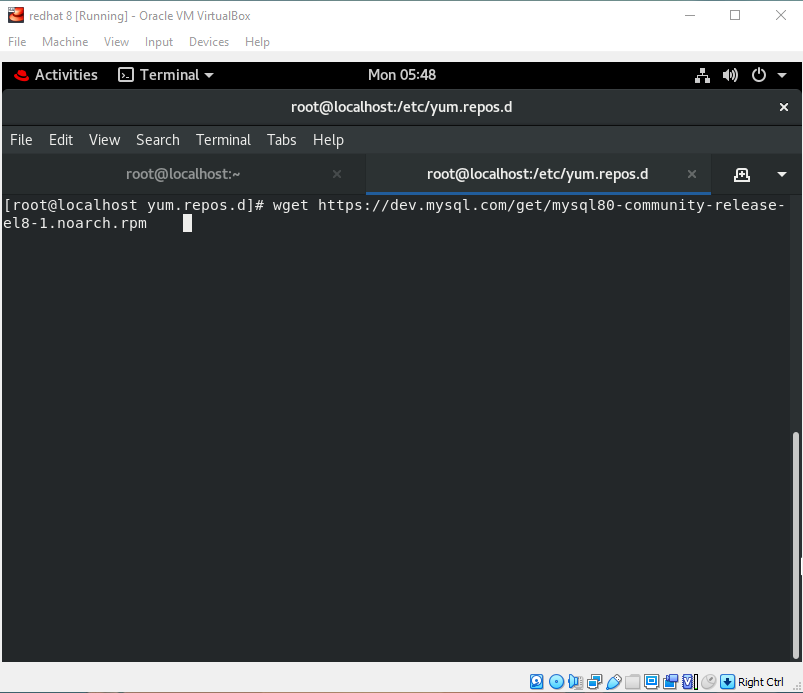 redhat 8 [Running] - Oracle VM VirtualBox
File Machine View Input Devices Help
Activities Terminal Mon 05:48
root@localhost:/etc/yum.repos.d
File Edit View Search Terminal Tabs Help
root@localhost:~ root@localhost:/etc/yum.repos.d
[root@localhost yum.repos.d]# wget https://dev.mysql.com/get/mysql80-community-release-
el8-1.noarch.rpm
Right Ctrl